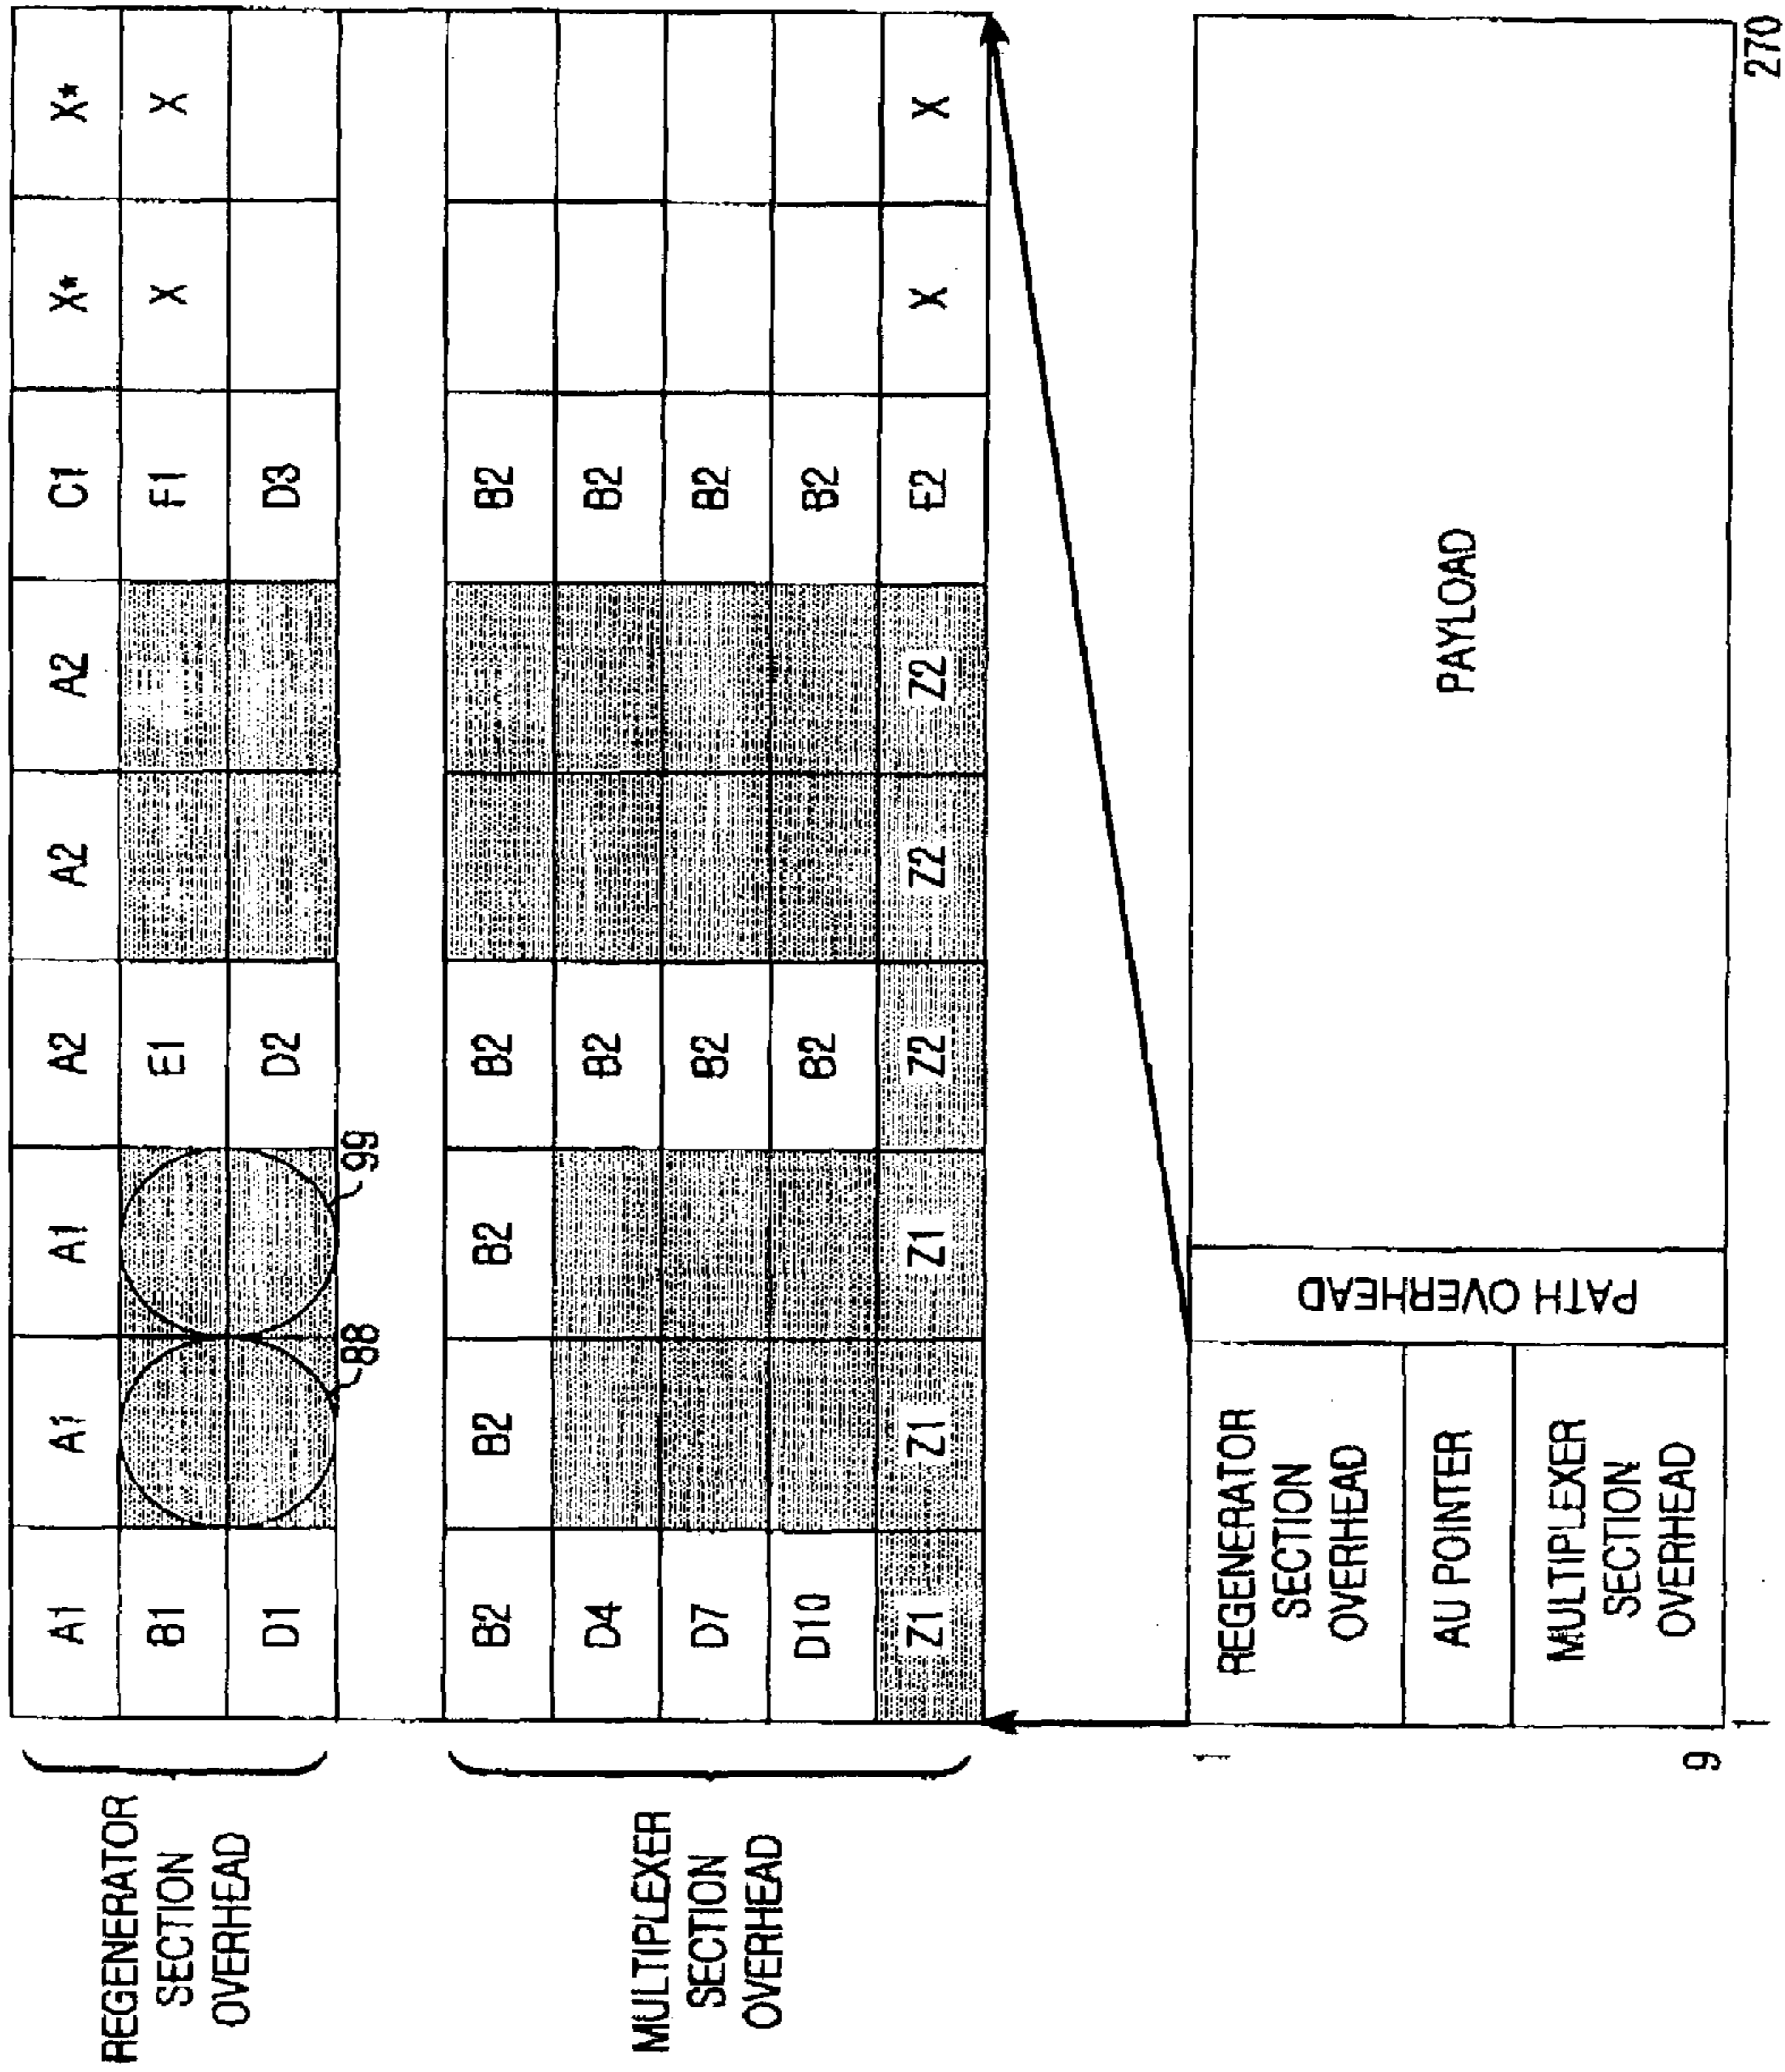 REGENERATOR
SECTION
OVERHEAD
A1 A1 A1 A2 A2 A2 C1 X* X*
B1 E1 F1 X X
D1 D2 D3
88 99
MULTIPLEXER
SECTION
OVERHEAD
B2 B2 B2 B2 B2
D4 B2 B2
D7 B2 B2
D10 B2 B2
Z1 Z1 Z1 Z2 Z2 Z2 E2 X X
1
REGENERATOR
SECTION
OVERHEAD
AU POINTER
MULTIPLEXER
SECTION
OVERHEAD
PATH OVERHEAD
PAYLOAD
9
1
270